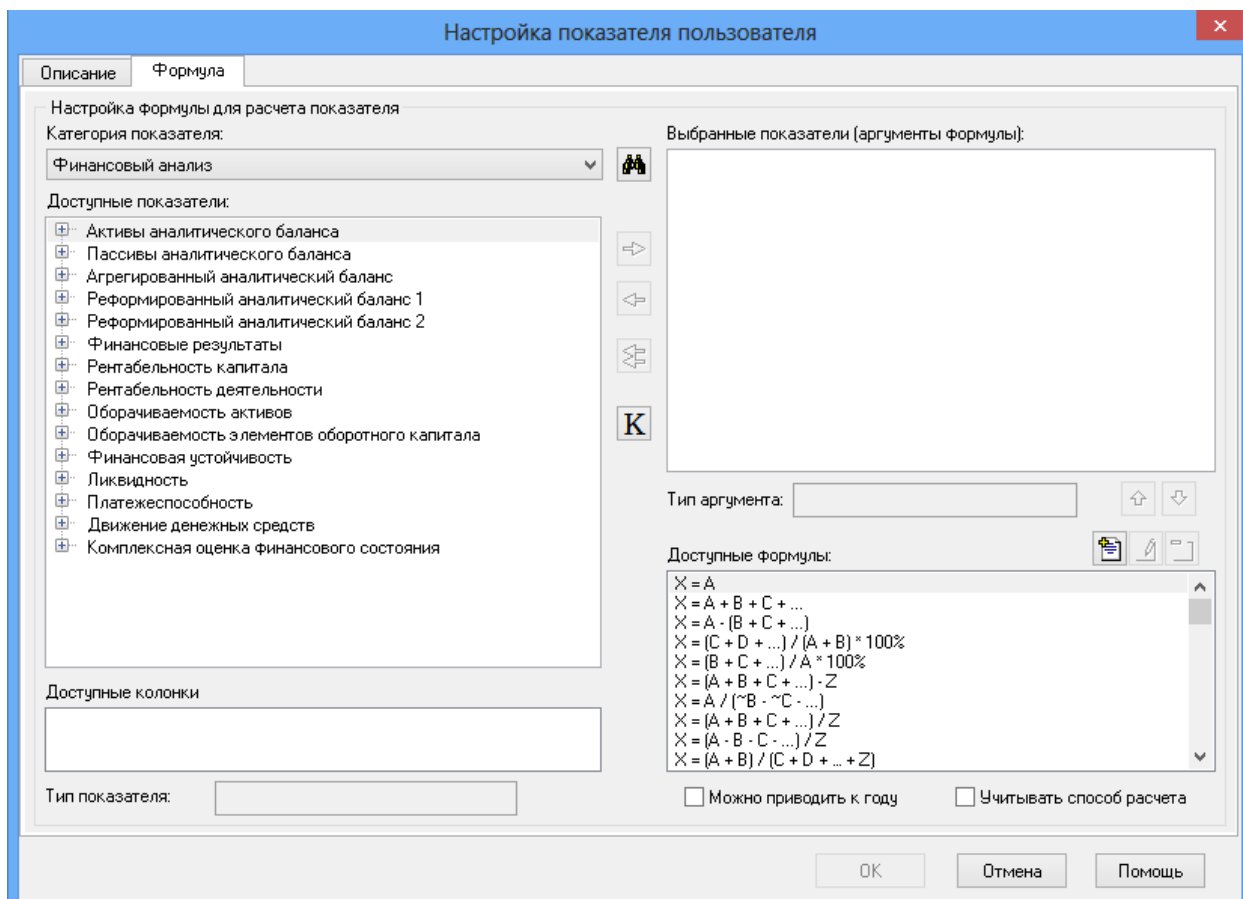 Настройка показателя пользователя
Описание
Формула
Настройка формулы для расчета показателя
Категория показателя:
Финансовый анализ
Доступные показатели:
Активы аналитического баланса
Пассивы аналитического баланса
Агрегированный аналитический баланс
Реформированный аналитический баланс 1
Реформированный аналитический баланс 2
Финансовые результаты
Рентабельность капитала
Рентабельность деятельности
Оборачиваемость активов
Оборачиваемость элементов оборотного капитала
Финансовая устойчивость
Ликвидность
Платежеспособность
Движение денежных средств
Комплексная оценка финансового состояния
Доступные колонки
Тип показателя:
K
Выбранные показатели (аргументы формулы):
Тип аргумента:
Доступные формулы:
X = A
X = A + B + C + ...
X = A - (B + C + ...)
X = (C + D + ...) / (A + B) * 100%
X = (B + C + ...) / A * 100%
X = (A + B + C + ...) - Z
X = A / (~B - ~C - ...)
X = (A + B + C + ...) / Z
X = (A - B - C - ...) / Z
X = (A + B) / (C + D + ... + Z)
Можно приводить к году
Учитывать способ расчета
OK
Отмена
Помощь